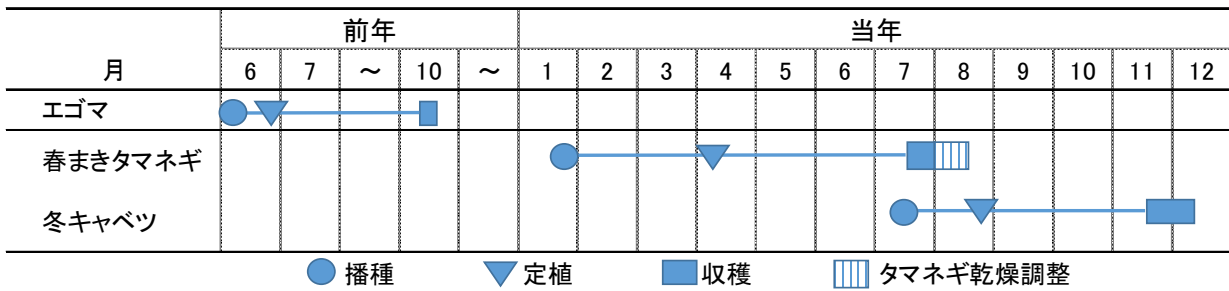 前年 当年
月 6 7 ~ 10 ~ 1 2 3 4 5 6 7 8 9 10 11 12
エゴマ
春まきタマネギ
冬キャベツ
播種 定植 収穫 タマネギ乾燥調整